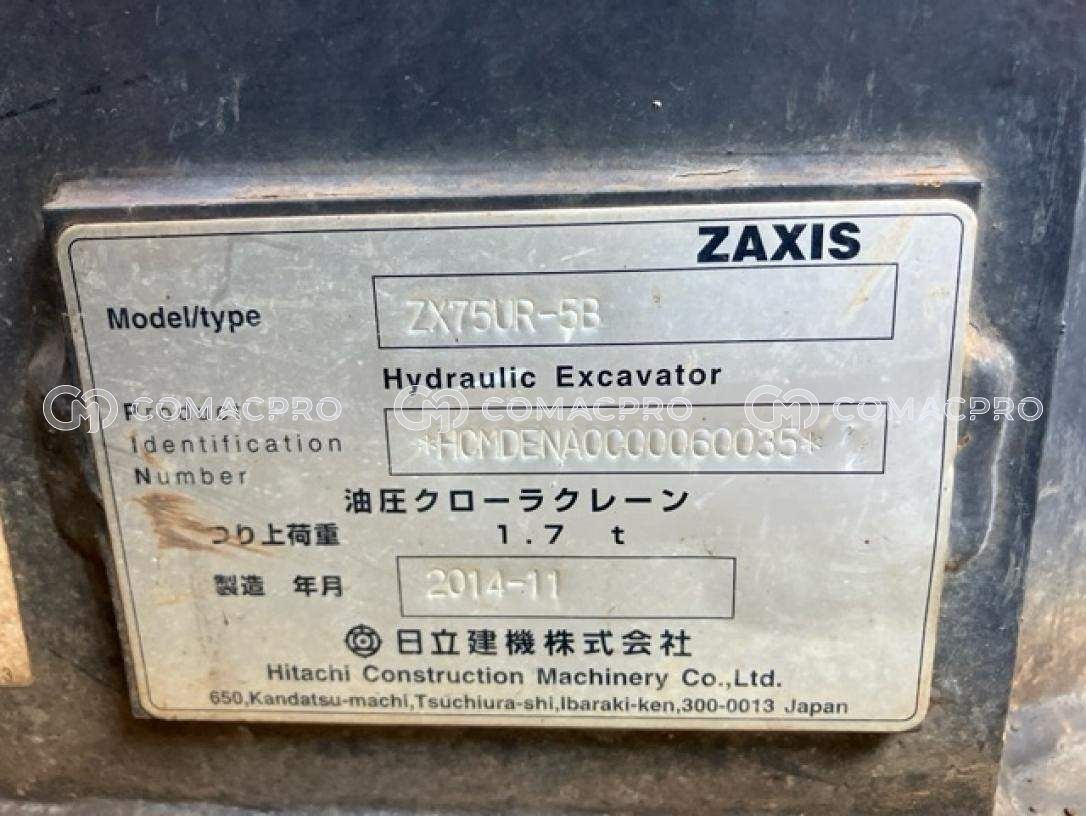 ZAXIS
Model/type ZX75UR-5B
Hydraulic Excavator
Product
Identification
Number
*HCMDENA0C00060035*
COMACPRO COMACPRO COMACPRO
油圧クローラクレーン
つり上荷重 1.7 t
製造 年月 2014-11
日立建機株式会社
Hitachi Construction Machinery Co.,Ltd.
650,Kandatsu-machi,Tsuchiura-shi,Ibaraki-ken,300-0013 Japan
3